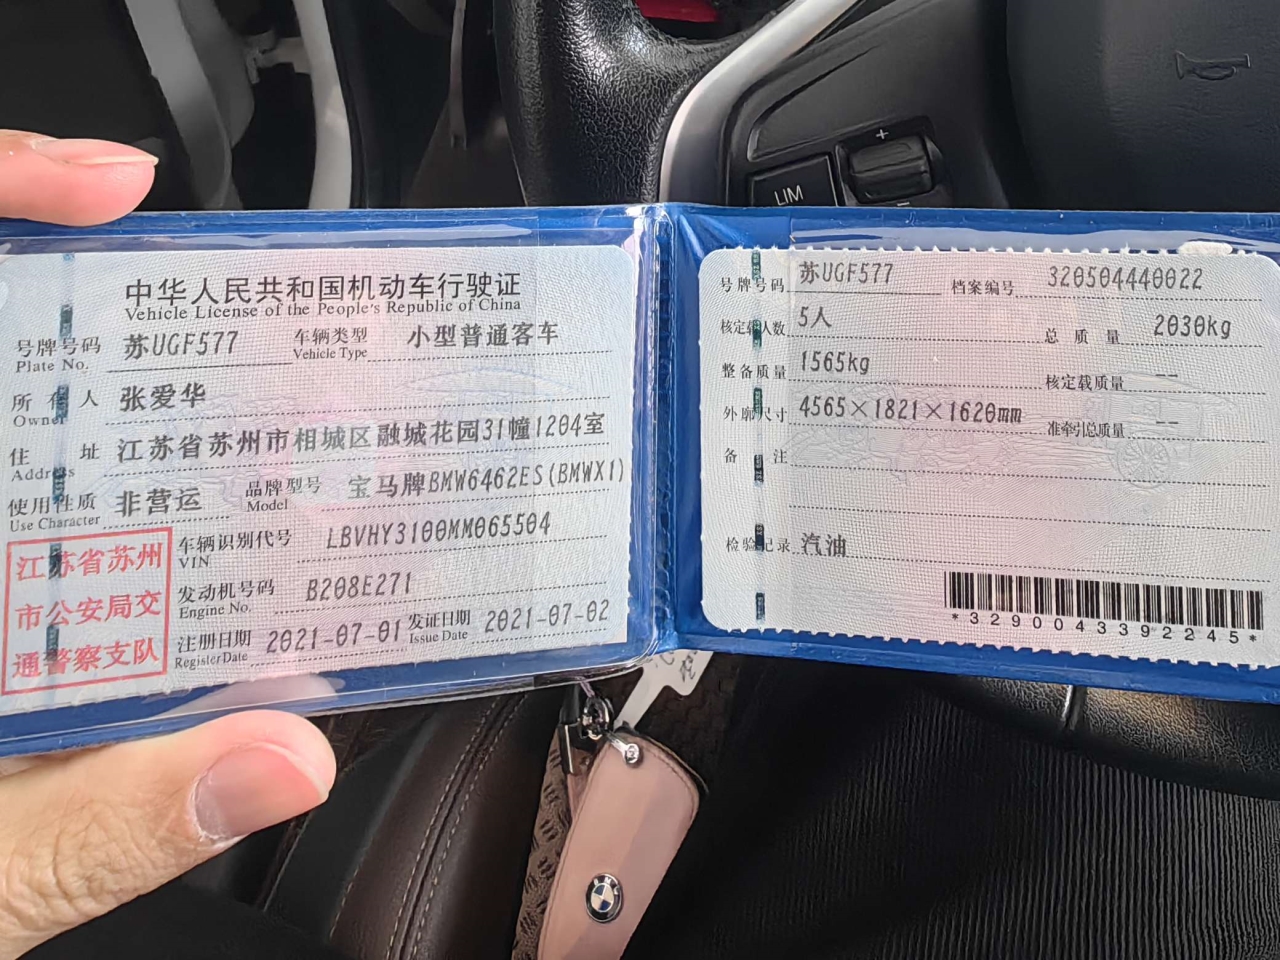 LIM
+
中华人民共和国机动车行驶证
Vehicle License of the People's Republic of China
号牌号码 苏UGF577 车辆类型 小型普通客车
Plate No. Vehicle Type
所有人 张爱华
Owner
住址 江苏省苏州市相城区融城花园31幢1204室
Address
使用性质 非营运 品牌型号 宝马牌BMW6462ES(BMWX1)
Use Character Model
江苏省苏州
市公安局交
通警察支队
车辆识别代号 LBVHY3100MM065504
VIN
发动机号码 B208E271
Engine No.
注册日期 2021-07-01 发证日期 2021-07-02
Register Date Issue Date
号牌号码 苏UGF577 档案编号 320504440022
核定载人数 5人 总质量 2030kg
整备质量 1565kg 核定载质量 --
外廓尺寸 4565×1821×1620mm 准牵引总质量 --
备注
检验记录 汽油
*3290043392245*
BMW